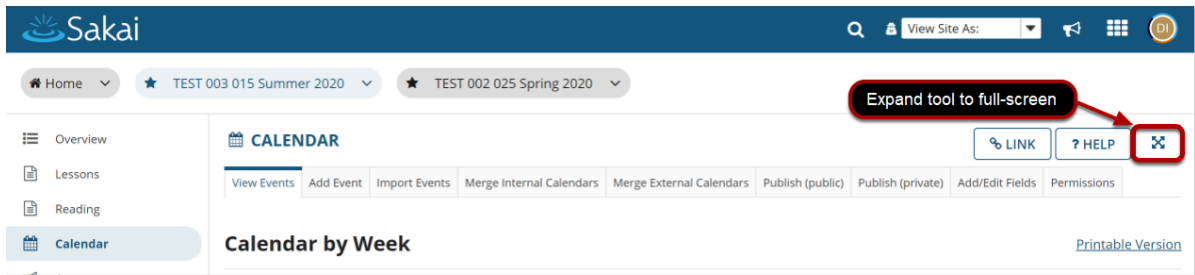 Sakai
View Site As:
DI
Home
TEST 003 015 Summer 2020
TEST 002 025 Spring 2020
Expand tool to full-screen
Overview
Lessons
Reading
Calendar
CALENDAR
LINK
? HELP
View Events
Add Event
Import Events
Merge Internal Calendars
Merge External Calendars
Publish (public)
Publish (private)
Add/Edit Fields
Permissions
Calendar by Week
Printable Version